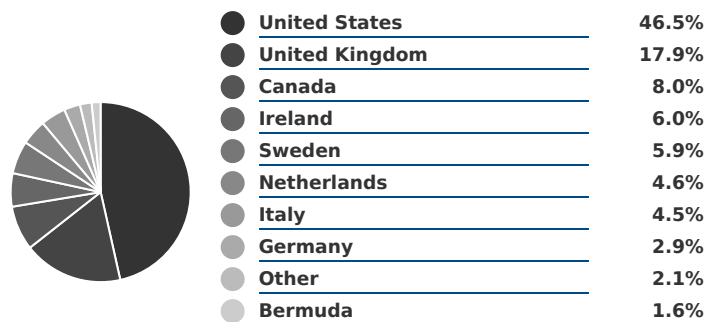 United States 46.5%
United Kingdom 17.9%
Canada 8.0%
Ireland 6.0%
Sweden 5.9%
Netherlands 4.6%
Italy 4.5%
Germany 2.9%
Other 2.1%
Bermuda 1.6%